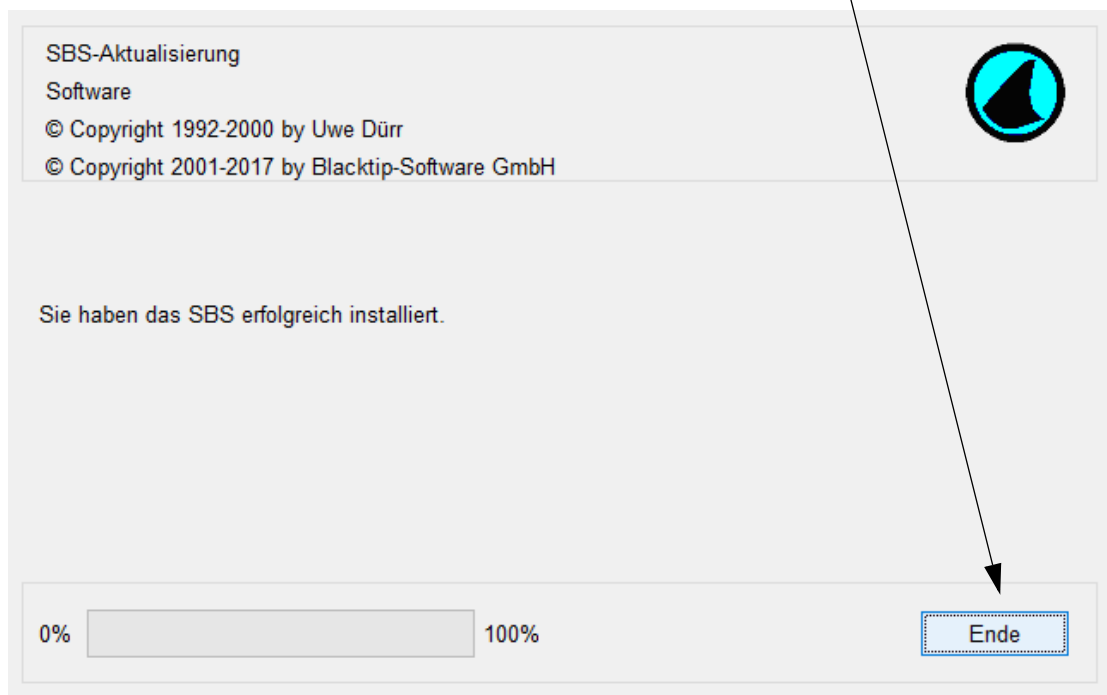 SBS-Aktualisierung
Software
© Copyright 1992-2000 by Uwe Dürr
© Copyright 2001-2017 by Blacktip-Software GmbH
Sie haben das SBS erfolgreich installiert.
0% 100% Ende